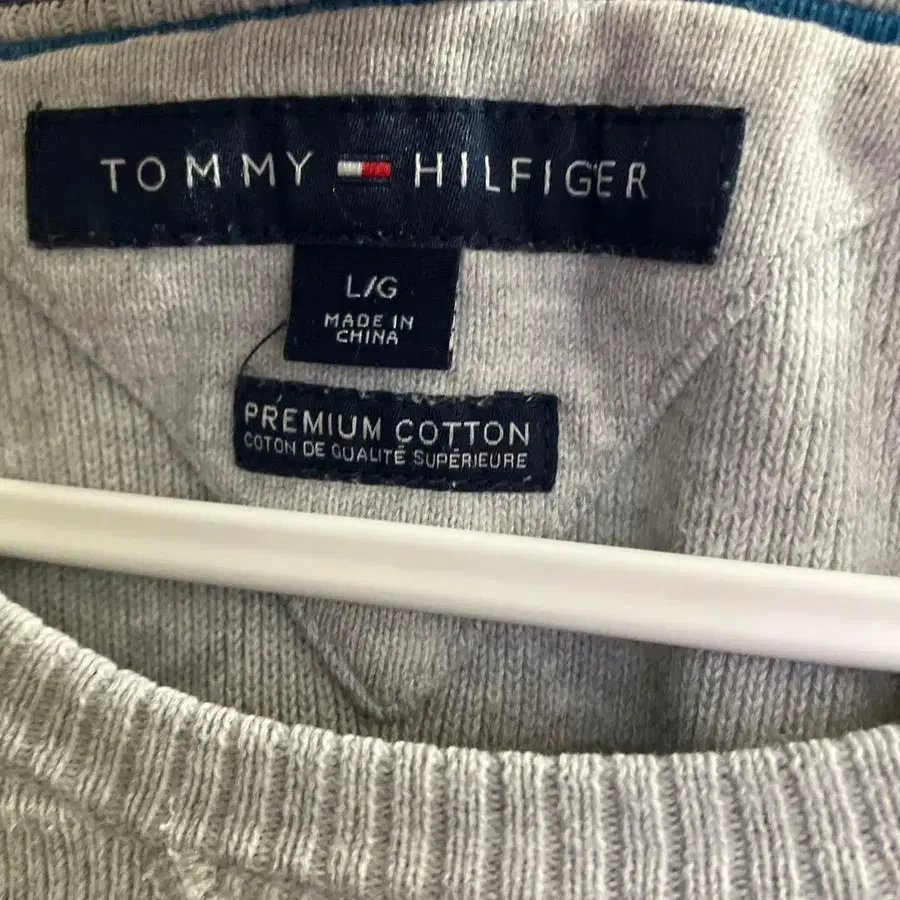 TOMMY HILFIGER
L/G
MADE IN
CHINA
PREMIUM COTTON
COTON DE QUALITÉ SUPÉRIEURE